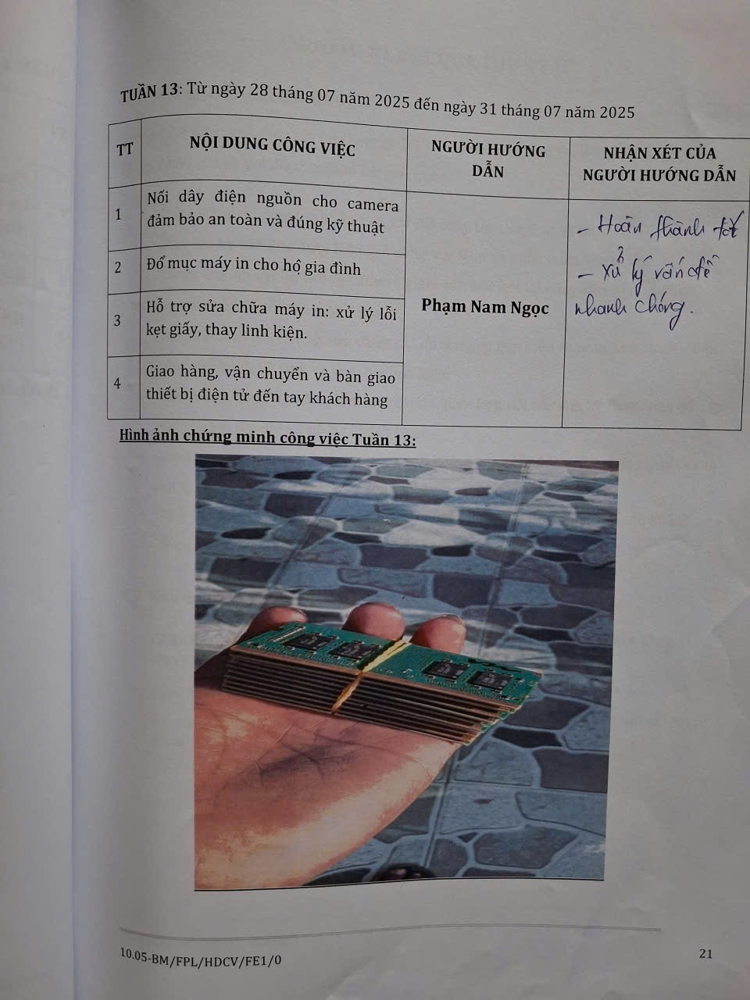 TUẦN 13: Từ ngày 28 tháng 07 năm 2025 đến ngày 31 tháng 07 năm 2025
TT
NỘI DUNG CÔNG VIỆC
NGƯỜI HƯỚNG
DẪN
NHẬN XÉT CỦA
NGƯỜI HƯỚNG DẪN
1
Nối dây điện nguồn cho camera
đảm bảo an toàn và đúng kỹ thuật
2
Đổ mục máy in cho hộ gia đình
3
Hỗ trợ sửa chữa máy in: xử lý lỗi
kẹt giấy, thay linh kiện.
4
Giao hàng, vận chuyển và bàn giao
thiết bị điện tử đến tay khách hàng
Phạm Nam Ngọc
- Hoàn thành tốt
- Xử lý vấn đề
nhanh chóng.
Hình ảnh chứng minh công việc Tuần 13:
10.05-BM/FPL/HDCV/FE1/0
21